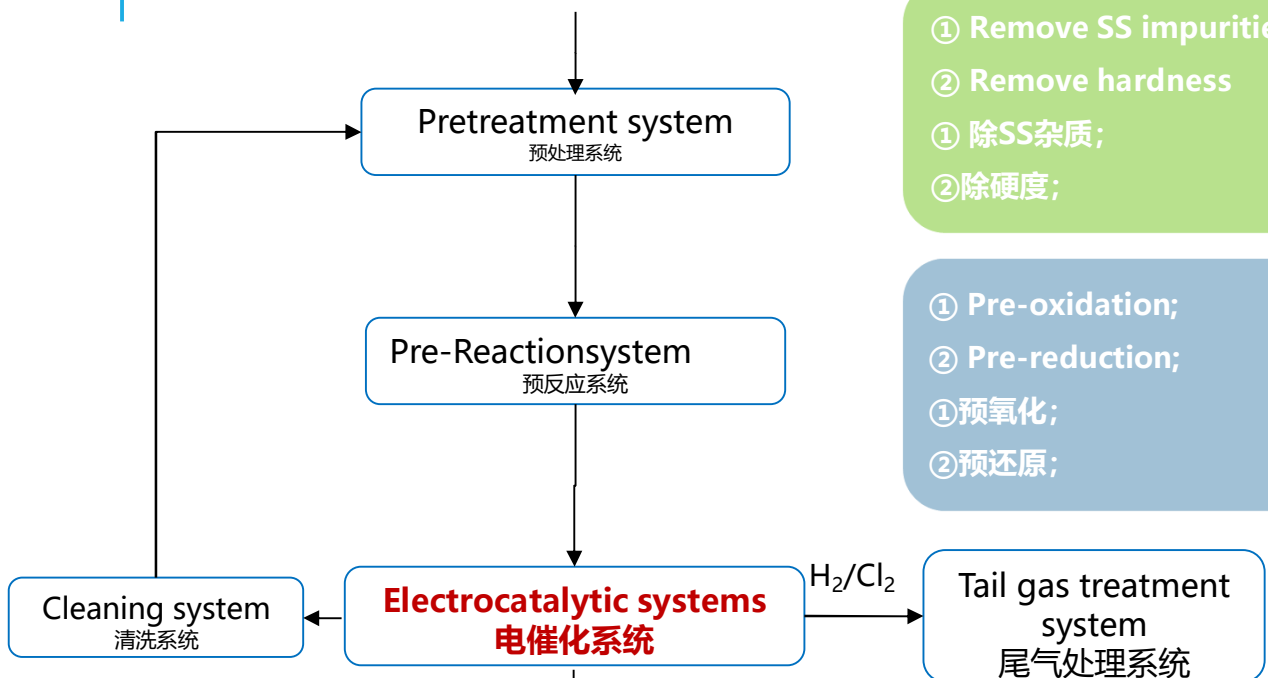 ① Remove SS impuritie
② Remove hardness
① 除SS杂质；
②除硬度；
Pretreatment system
预处理系统
① Pre-oxidation;
② Pre-reduction;
①预氧化；
②预还原；
Pre-Reactionsystem
预反应系统
Cleaning system
清洗系统
Electrocatalytic systems
电催化系统
H₂/Cl₂
Tail gas treatment
system
尾气处理系统